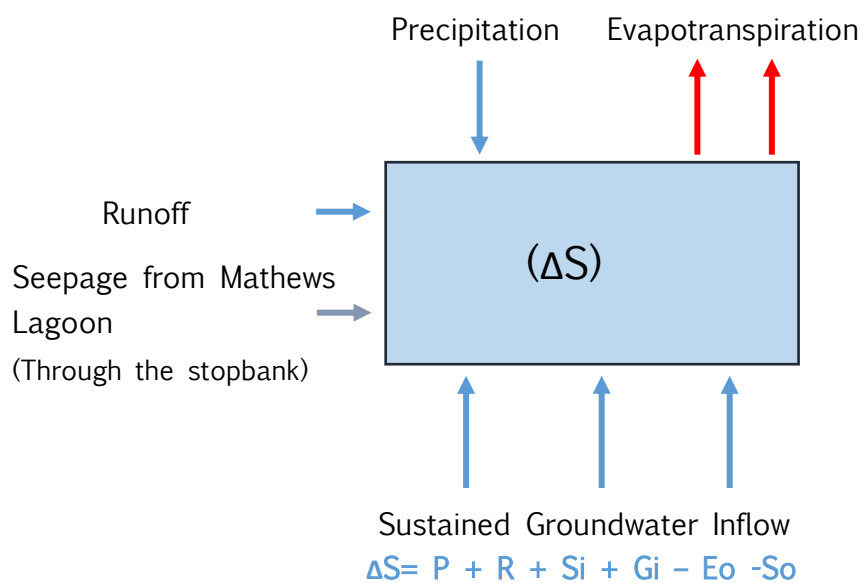 Precipitation
Evapotranspiration
Runoff
(ΔS)
Seepage from Mathews
Lagoon
(Through the stopbank)
Sustained Groundwater Inflow
ΔS= P + R + Si + Gi – Eo -So